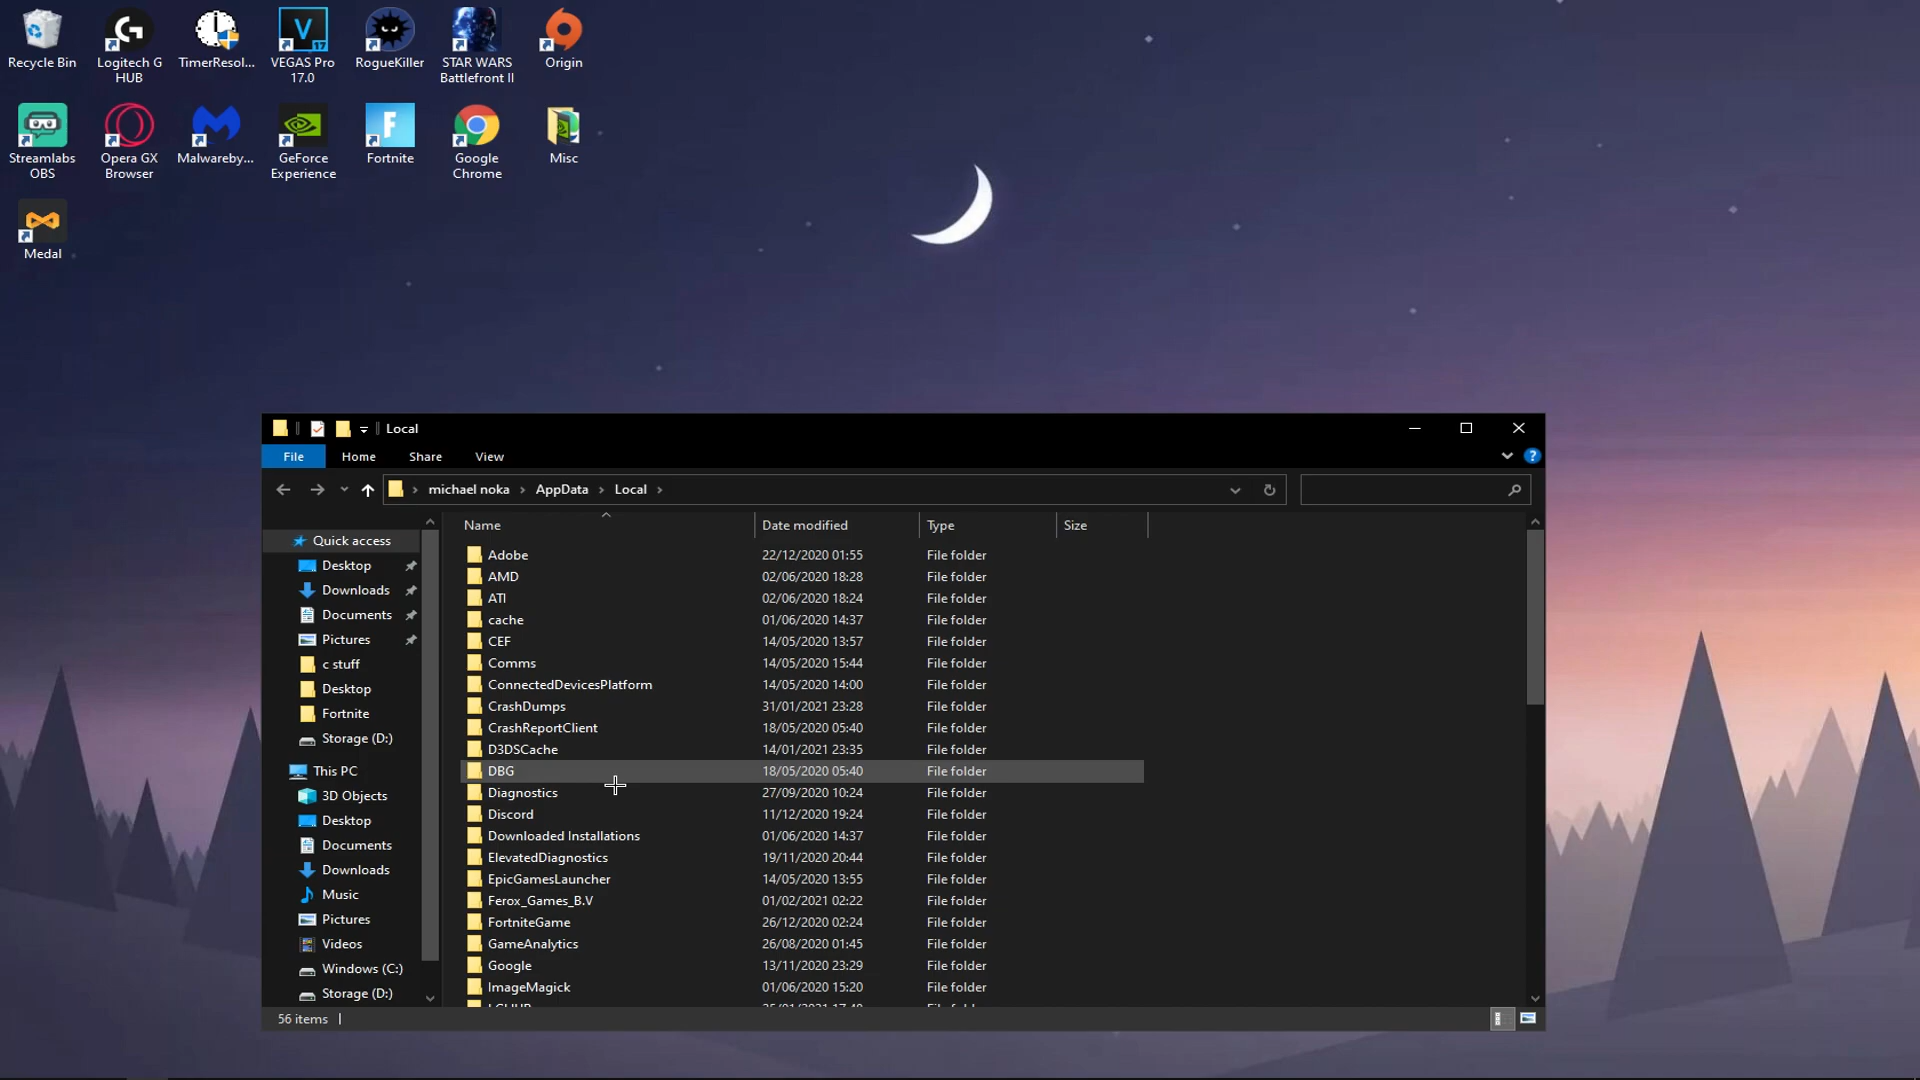 Recycle Bin
Logitech G
HUB
TimerResol...
VEGAS Pro
17.0
RogueKiller
STAR WARS
Battlefront II
Origin
Streamlabs
OBS
Opera GX
Browser
Malwareby...
GeForce
Experience
Fortnite
Google
Chrome
Misc
Medal
Local
File Home Share View
michael noka AppData Local
Name Date modified Type Size
Quick access
Desktop
Downloads
Documents
Pictures
c stuff
Desktop
Fortnite
Storage (D:)
This PC
3D Objects
Desktop
Documents
Downloads
Music
Pictures
Videos
Windows (C:)
Storage (D:)
Adobe 22/12/2020 01:55 File folder
AMD 02/06/2020 18:28 File folder
ATI 02/06/2020 18:24 File folder
cache 01/06/2020 14:37 File folder
CEF 14/05/2020 13:57 File folder
Comms 14/05/2020 15:44 File folder
ConnectedDevicesPlatform 14/05/2020 14:00 File folder
CrashDumps 31/01/2021 23:28 File folder
CrashReportClient 18/05/2020 05:40 File folder
D3DSCache 14/01/2021 23:35 File folder
DBG 18/05/2020 05:40 File folder
Diagnostics 27/09/2020 10:24 File folder
Discord 11/12/2020 19:24 File folder
Downloaded Installations 01/06/2020 14:37 File folder
ElevatedDiagnostics 19/11/2020 20:44 File folder
EpicGamesLauncher 14/05/2020 13:55 File folder
Ferox_Games_B.V 01/02/2021 02:22 File folder
FortniteGame 26/12/2020 02:24 File folder
GameAnalytics 26/08/2020 01:45 File folder
Google 13/11/2020 23:29 File folder
ImageMagick 01/06/2020 15:20 File folder
56 items